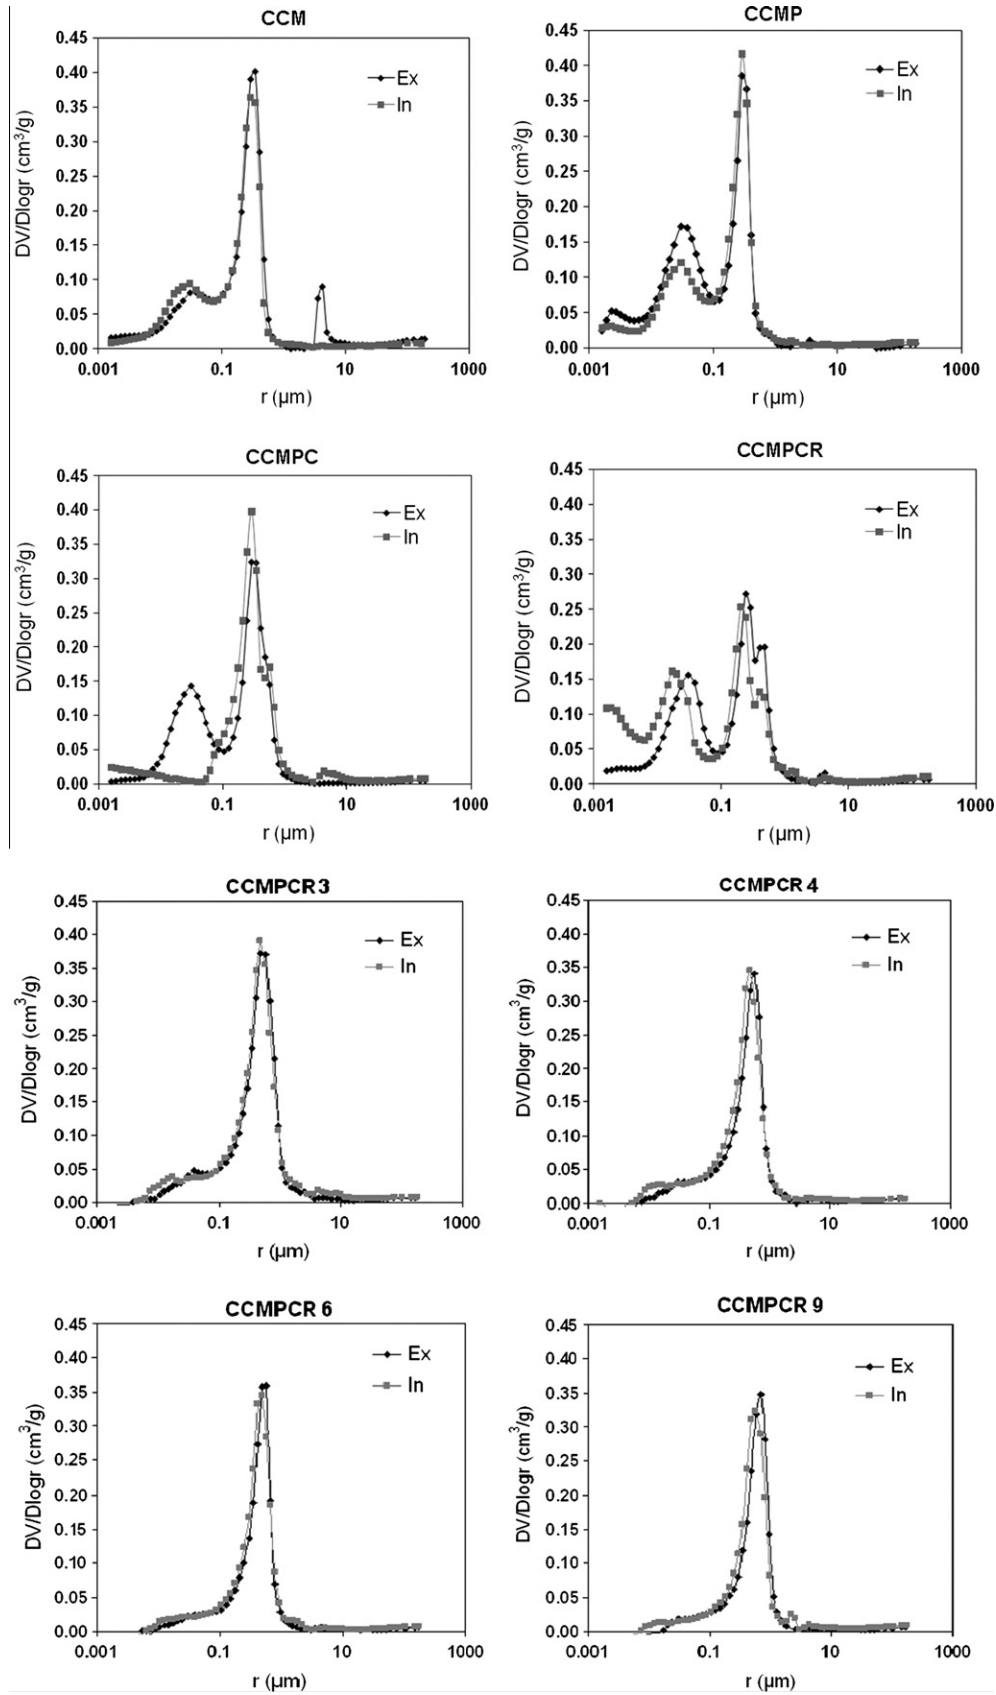 CCM
0.45
0.40
0.35
0.30
0.25
0.20
0.15
0.10
0.05
0.00
DV/Dlogr (cm³/g)
Ex
In
0.001 0.1 10 1000
r (µm)
CCMP
0.45
0.40
0.35
0.30
0.25
0.20
0.15
0.10
0.05
0.00
DV/Dlogr (cm³/g)
Ex
In
0.001 0.1 10 1000
r (µm)
CCMPC
0.45
0.40
0.35
0.30
0.25
0.20
0.15
0.10
0.05
0.00
DV/Dlogr (cm³/g)
Ex
In
0.001 0.1 10 1000
r (µm)
CCMPCR
0.45
0.40
0.35
0.30
0.25
0.20
0.15
0.10
0.05
0.00
DV/Dlogr (cm³/g)
Ex
In
0.001 0.1 10 1000
r (µm)
CCMPCR 3
0.45
0.40
0.35
0.30
0.25
0.20
0.15
0.10
0.05
0.00
DV/Dlogr (cm³/g)
Ex
In
0.001 0.1 10 1000
r (µm)
CCMPCR 4
0.45
0.40
0.35
0.30
0.25
0.20
0.15
0.10
0.05
0.00
DV/Dlogr (cm³/g)
Ex
In
0.001 0.1 10 1000
r (µm)
CCMPCR 6
0.45
0.40
0.35
0.30
0.25
0.20
0.15
0.10
0.05
0.00
DV/Dlogr (cm³/g)
Ex
In
0.001 0.1 10 1000
r (µm)
CCMPCR 9
0.45
0.40
0.35
0.30
0.25
0.20
0.15
0.10
0.05
0.00
DV/Dlogr (cm³/g)
Ex
In
0.001 0.1 10 1000
r (µm)